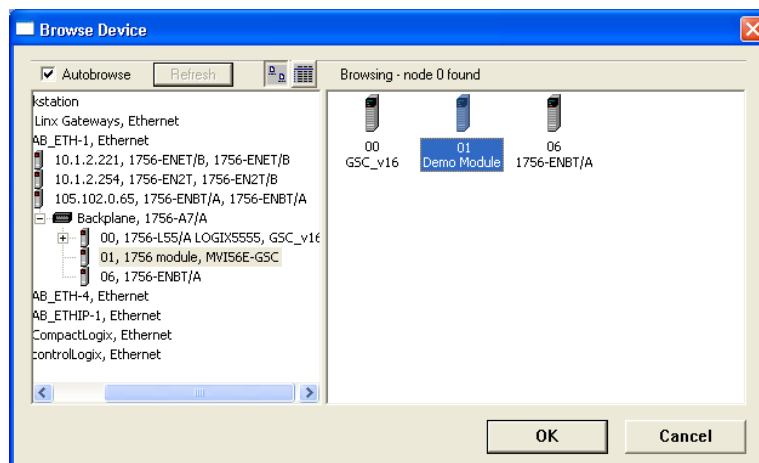 Browse Device
Autobrowse
Refresh
Browsing - node 0 found
kstation
Linx Gateways, Ethernet
AB_ETH-1, Ethernet
10.1.2.221, 1756-ENET/B, 1756-ENET/B
10.1.2.254, 1756-EN2T, 1756-EN2T/B
105.102.0.65, 1756-ENBT/A, 1756-ENBT/A
Backplane, 1756-A7/A
00, 1756-L55/A LOGIX5555, GSC_v16
01, 1756 module, MVI56E-GSC
06, 1756-ENBT/A
AB_ETH-4, Ethernet
AB_ETHIP-1, Ethernet
CompactLogix, Ethernet
controlLogix, Ethernet
00
GSC_v16
01
Demo Module
06
1756-ENBT/A
OK
Cancel